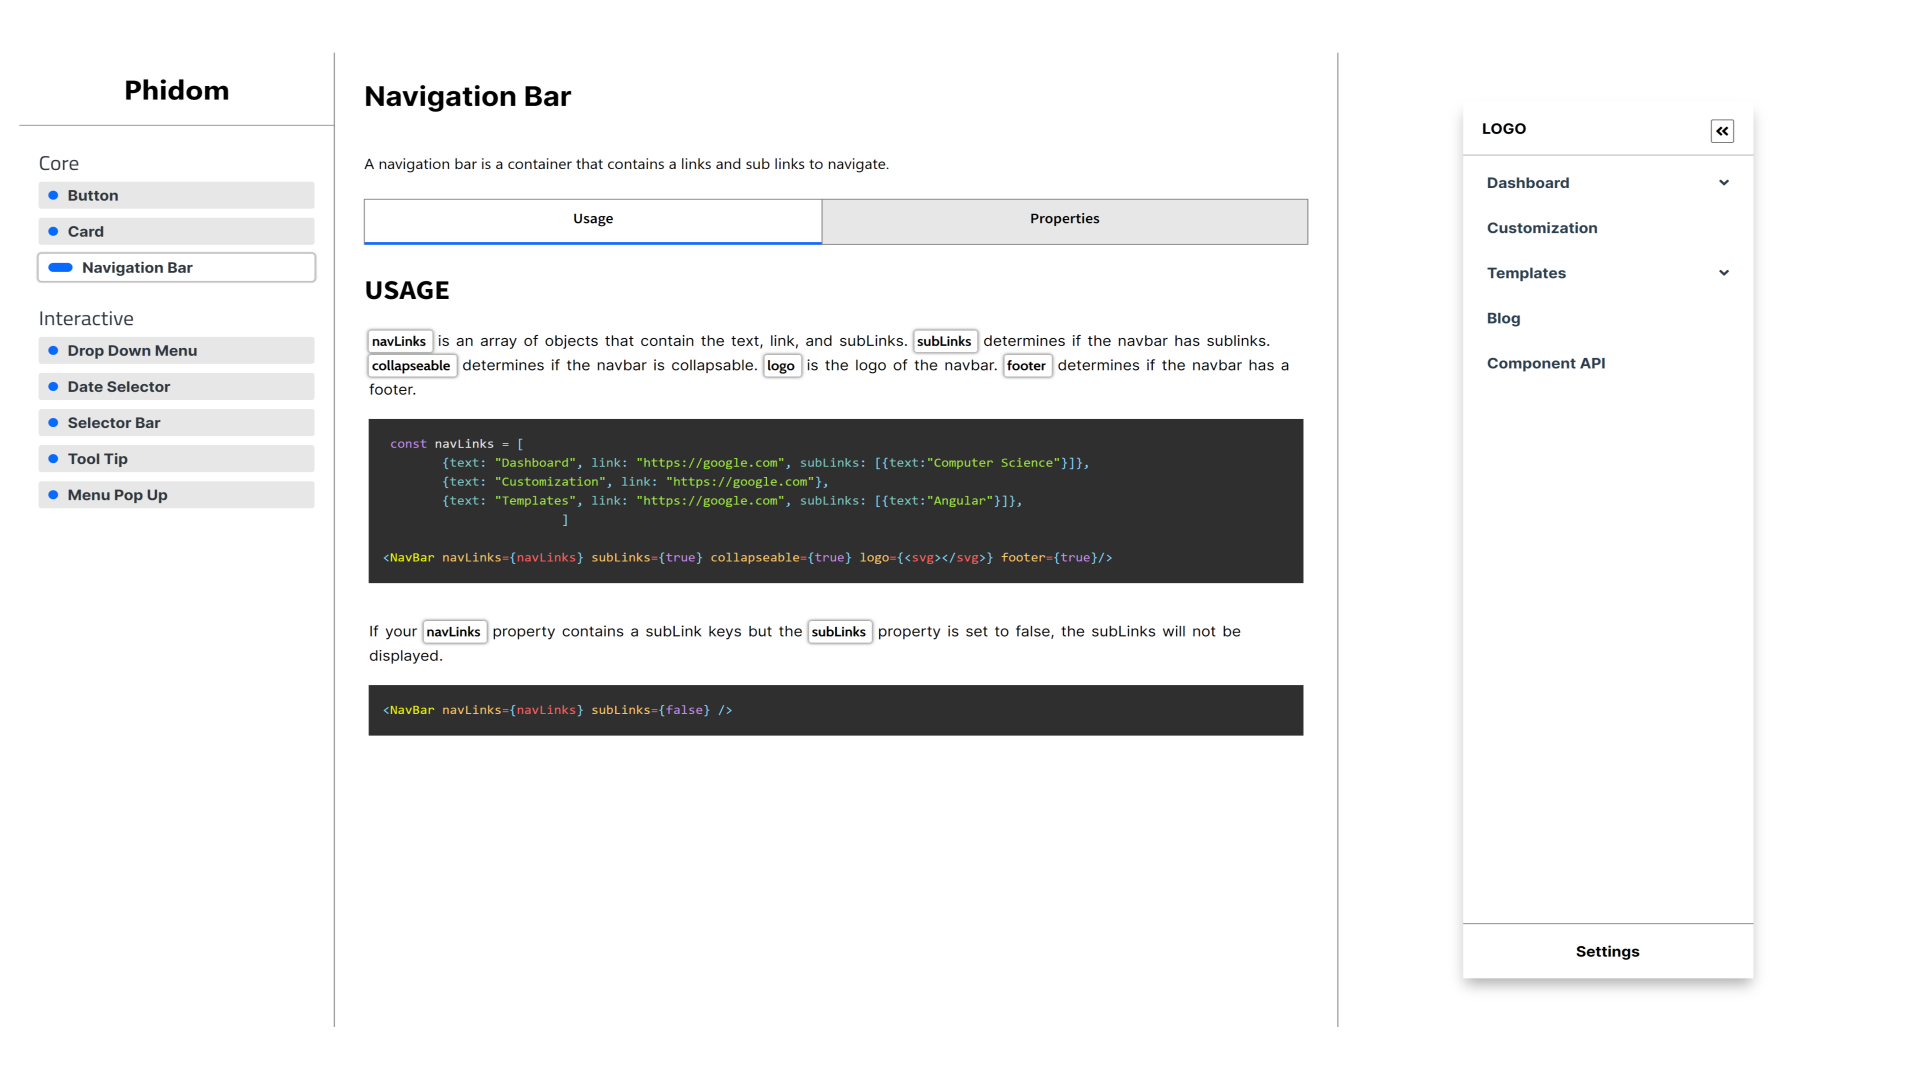 Phidom
Core
Button
Card
Navigation Bar
Interactive
Drop Down Menu
Date Selector
Selector Bar
Tool Tip
Menu Pop Up
Navigation Bar
A navigation bar is a container that contains a links and sub links to navigate.
Usage
Properties
USAGE
navLinks is an array of objects that contain the text, link, and subLinks. subLinks determines if the navbar has sublinks.
collapseable determines if the navbar is collapsable. logo is the logo of the navbar. footer determines if the navbar has a
footer.
const navLinks = [
{text: "Dashboard", link: "https://google.com", subLinks: [{text:"Computer Science"}]},
{text: "Customization", link: "https://google.com"},
{text: "Templates", link: "https://google.com", subLinks: [{text:"Angular"}]},
]
<NavBar navLinks={navLinks} subLinks={true} collapseable={true} logo={<svg></svg>} footer={true}/>
If your navLinks property contains a subLink keys but the subLinks property is set to false, the subLinks will not be
displayed.
<NavBar navLinks={navLinks} subLinks={false} />
LOGO
Dashboard
Customization
Templates
Blog
Component API
Settings